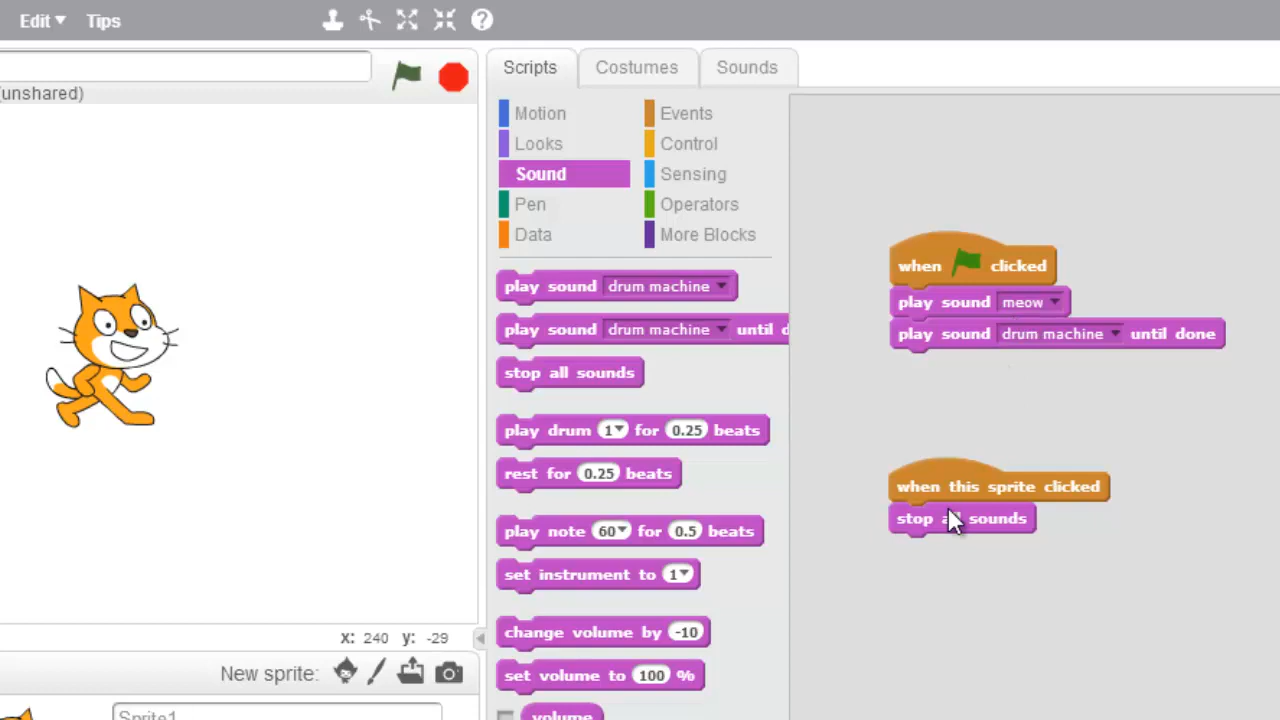 Edit Tips
(unshared)
Scripts Costumes Sounds
Motion Events
Looks Control
Sound Sensing
Pen Operators
Data More Blocks
play sound drum machine
play sound drum machine until d
stop all sounds
play drum 1 for 0.25 beats
rest for 0.25 beats
play note 60 for 0.5 beats
set instrument to 1
change volume by -10
set volume to 100 %
volume
when clicked
play sound meow
play sound drum machine until done
when this sprite clicked
stop all sounds
x: 240 y: -29
New sprite:
Sprite1